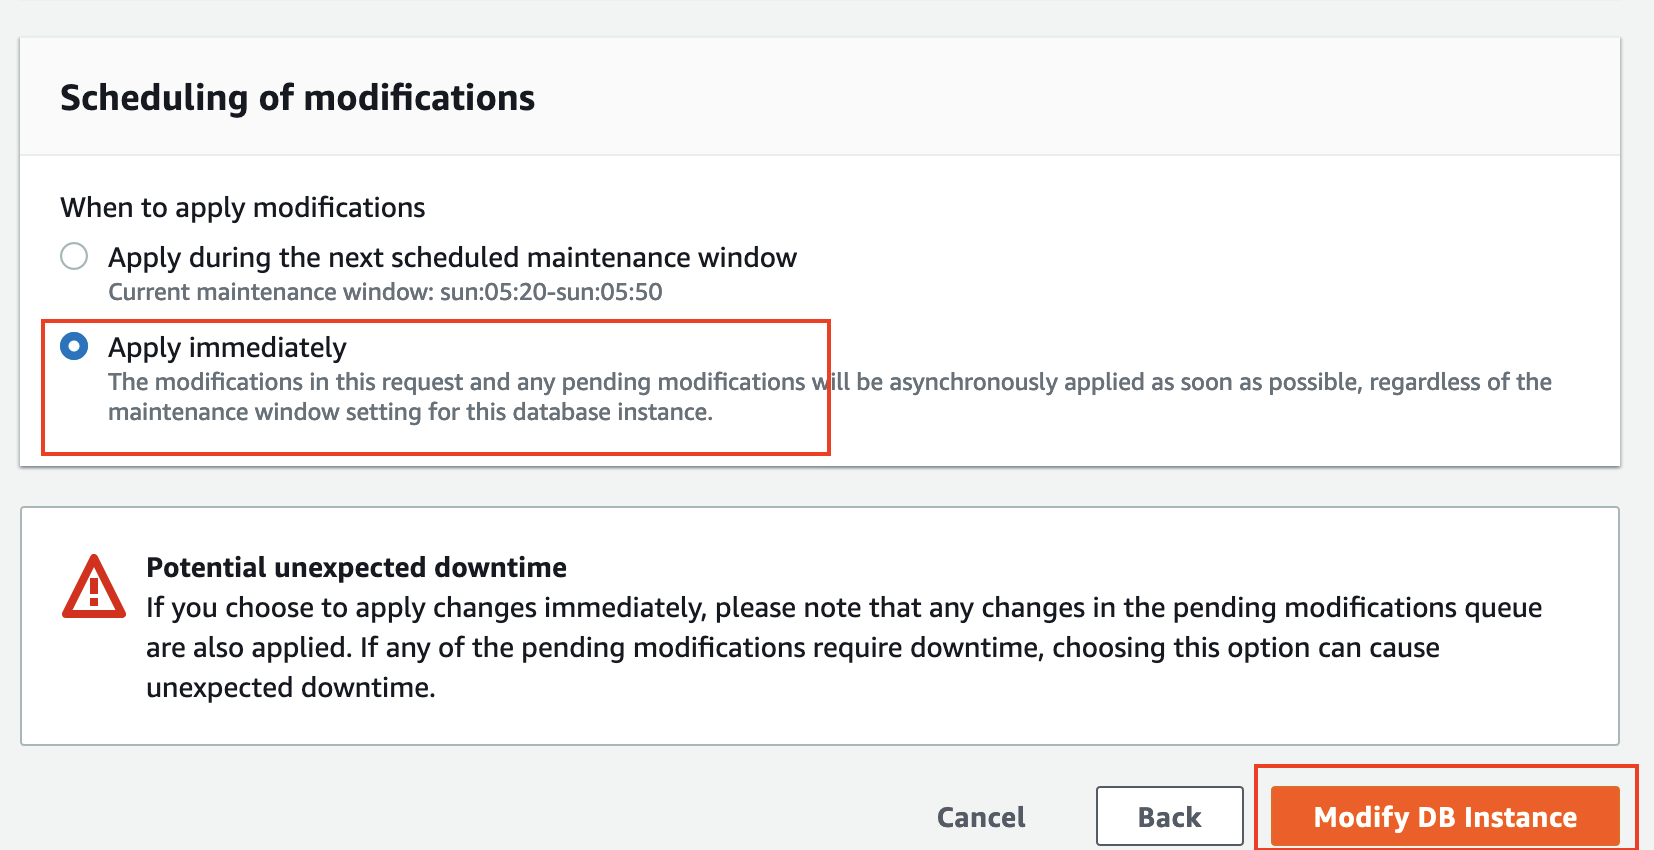 Scheduling of modifications
When to apply modifications
Apply during the next scheduled maintenance window
Current maintenance window: sun:05:20-sun:05:50
Apply immediately
The modifications in this request and any pending modifications will be asynchronously applied as soon as possible, regardless of the
maintenance window setting for this database instance.
Potential unexpected downtime
If you choose to apply changes immediately, please note that any changes in the pending modifications queue
are also applied. If any of the pending modifications require downtime, choosing this option can cause
unexpected downtime.
Cancel Back Modify DB Instance